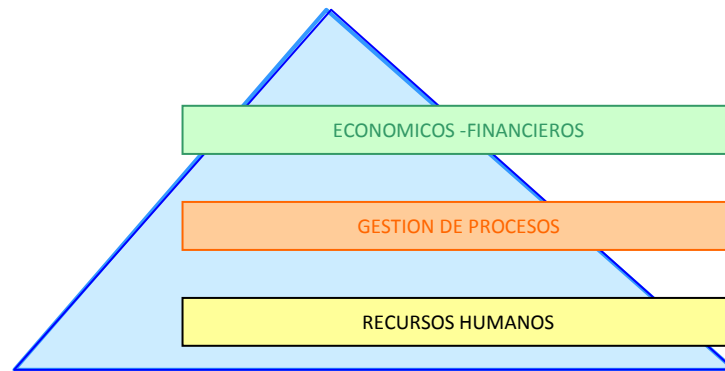 ECONOMICOS -FINANCIEROS
GESTION DE PROCESOS
RECURSOS HUMANOS